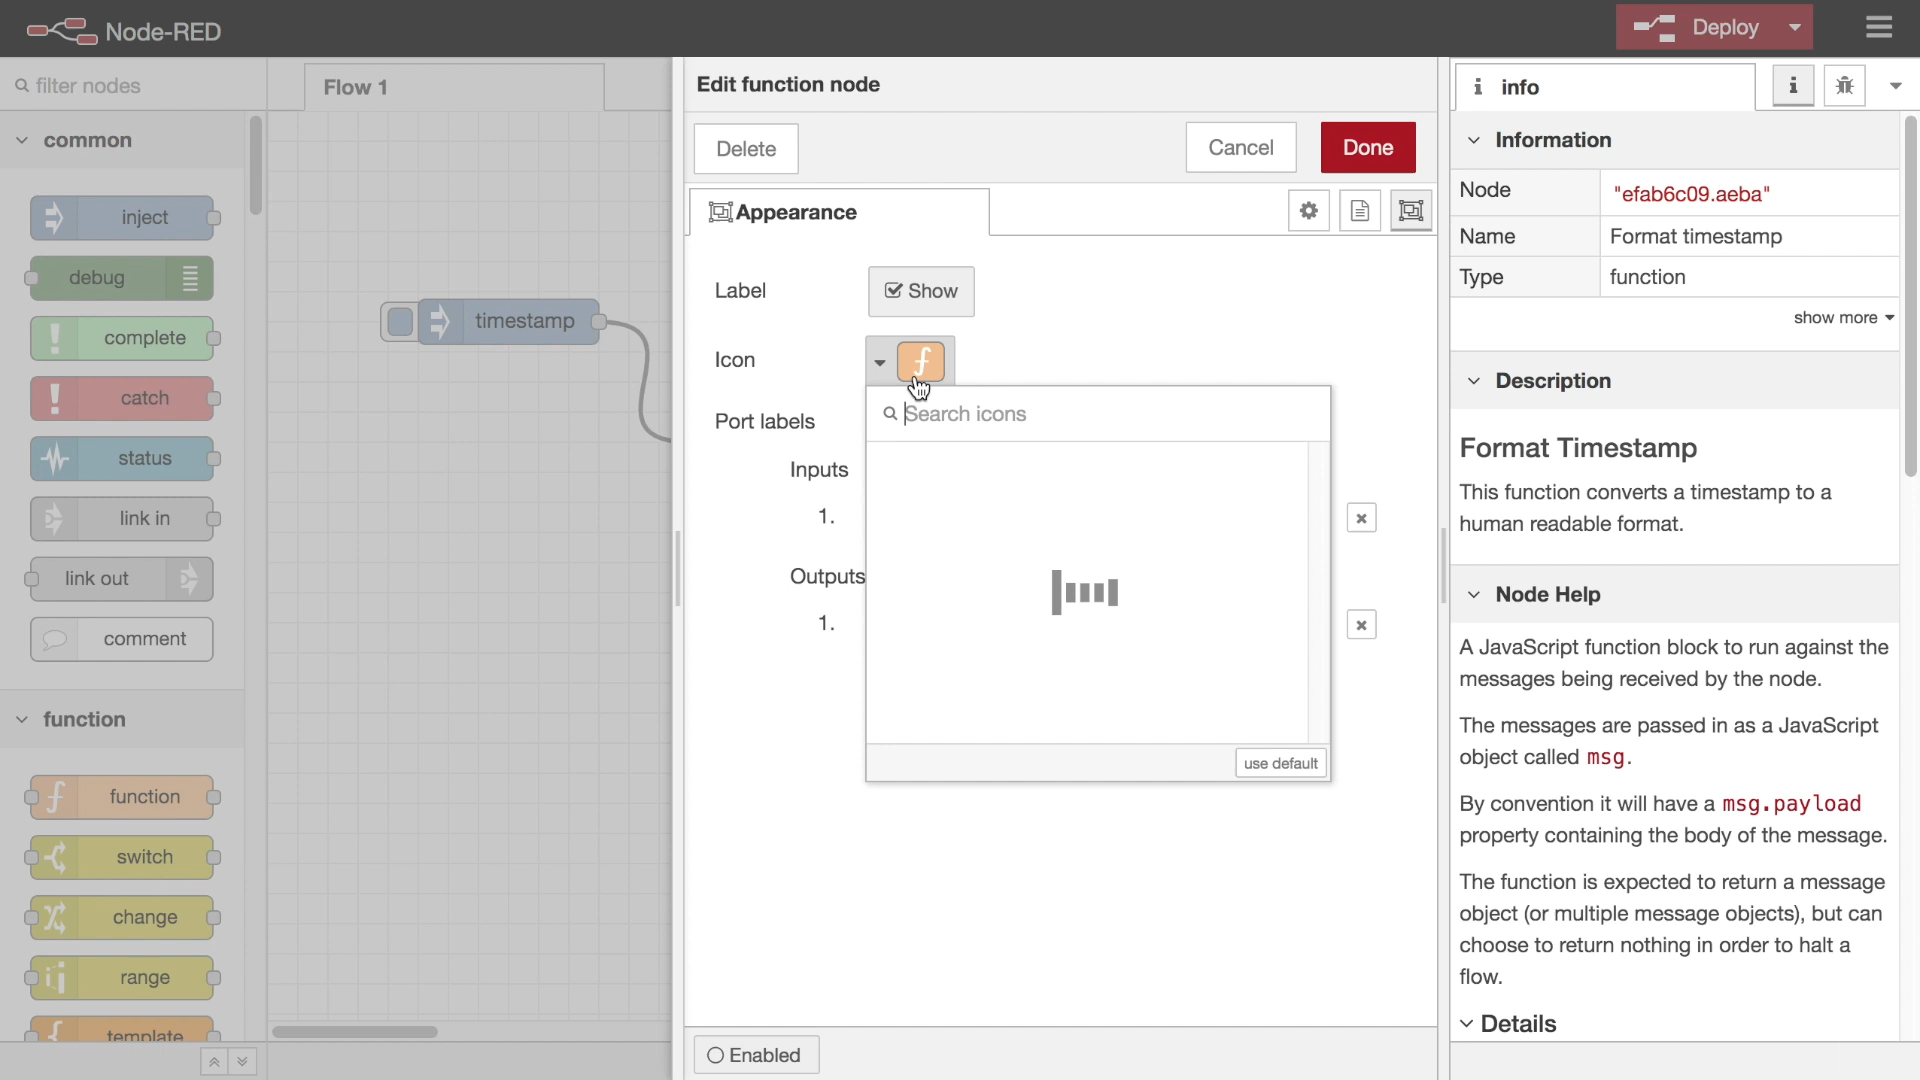 Node-RED
Deploy
filter nodes
common
inject
debug
complete
catch
status
link in
link out
comment
function
function
switch
change
range
template
Flow 1
timestamp
Edit function node
Delete
Cancel
Done
Appearance
Label
Show
Icon
Search icons
Port labels
Inputs
1.
Outputs
1.
use default
Enabled
info
Information
Node "efab6c09.aeba"
Name Format timestamp
Type function
show more
Description
Format Timestamp
This function converts a timestamp to a
human readable format.
Node Help
A JavaScript function block to run against the
messages being received by the node.
The messages are passed in as a JavaScript
object called msg.
By convention it will have a msg.payload
property containing the body of the message.
The function is expected to return a message
object (or multiple message objects), but can
choose to return nothing in order to halt a
flow.
Details